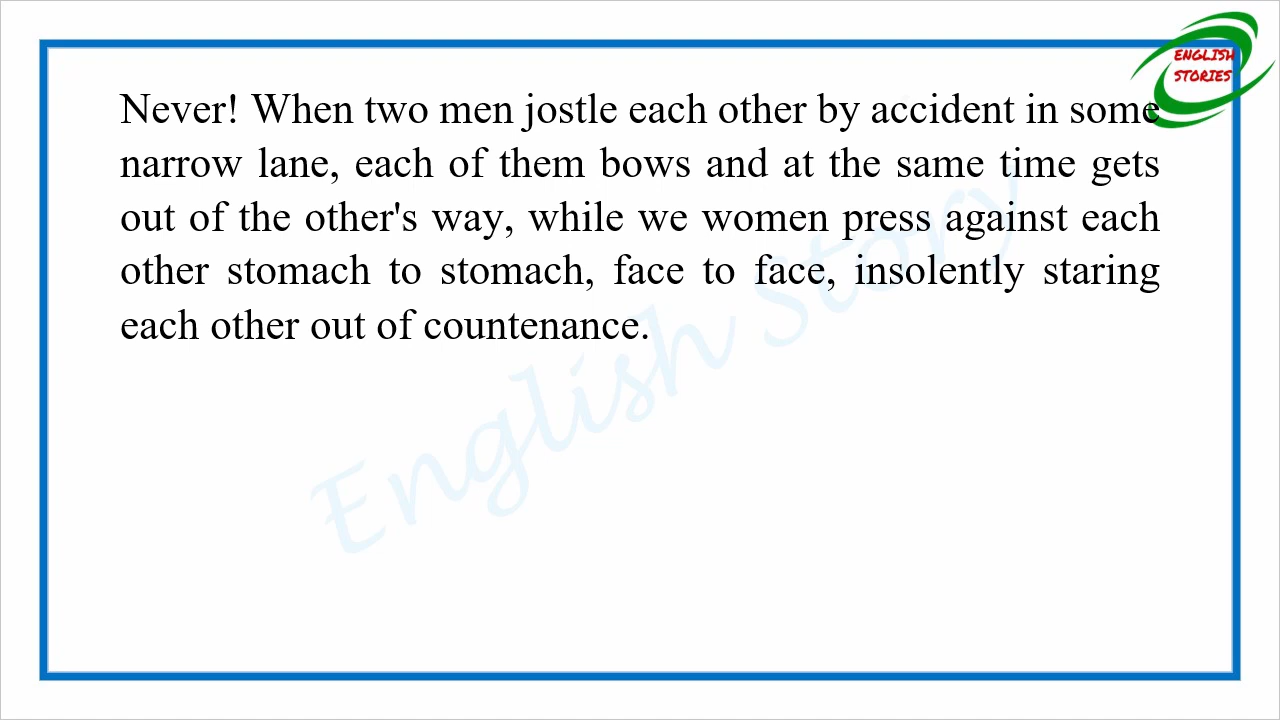 ENGLISH
STORIES
Never! When two men jostle each other by accident in some
narrow lane, each of them bows and at the same time gets
out of the other's way, while we women press against each
other stomach to stomach, face to face, insolently staring
each other out of countenance.
English Story